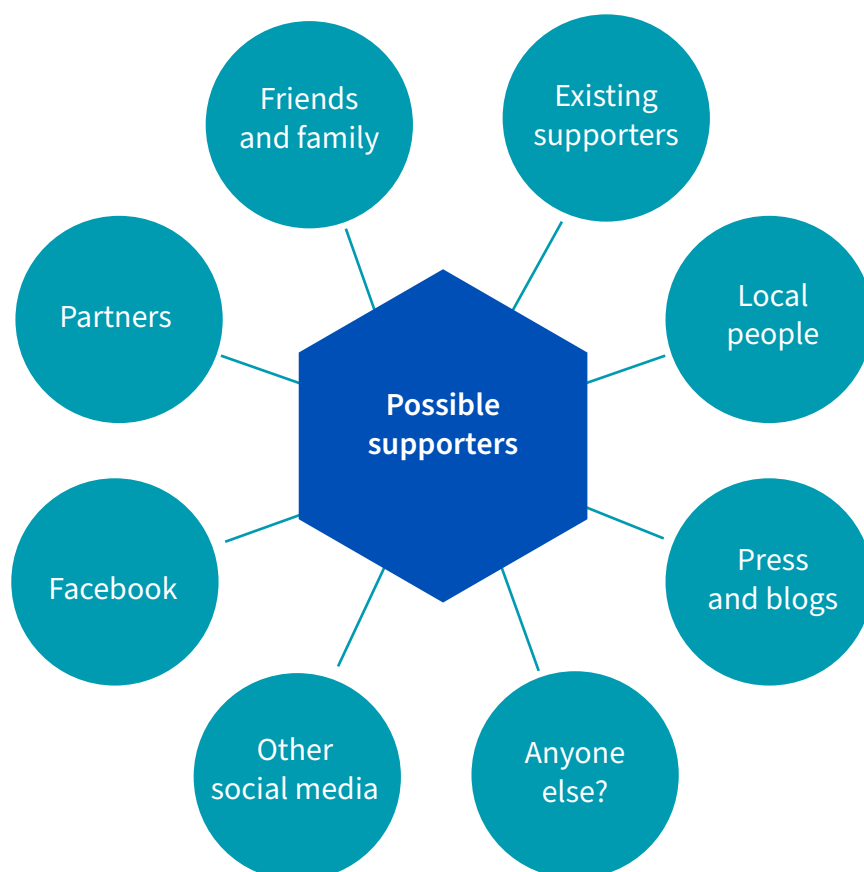 Friends
and family
Existing
supporters
Partners
Local
people
Possible
supporters
Facebook
Press
and blogs
Other
social media
Anyone
else?